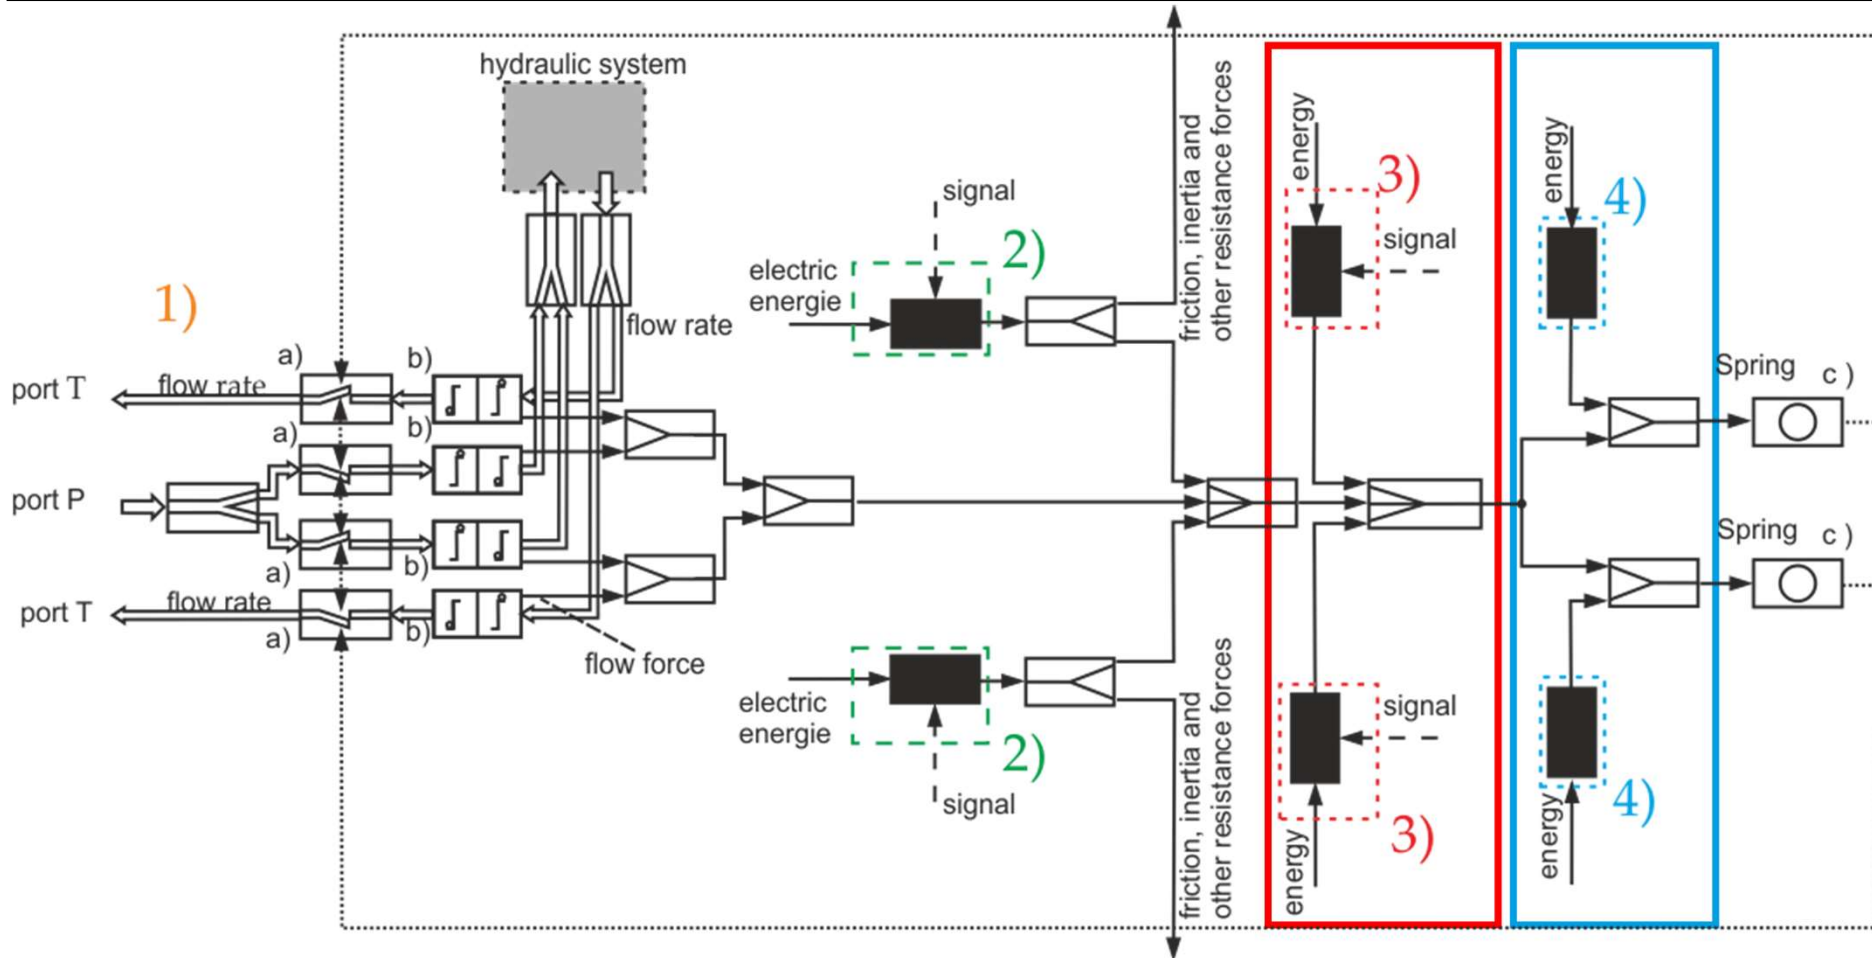 hydraulic system
signal
electric
energie
2)
friction, inertia and
other resistance forces
energy
3)
signal
energy
4)
1)
flow rate
a)
b)
port T
flow rate
Spring
c )
a)
b)
port P
Spring
c )
a)
b)
port T
flow rate
a)
b)
flow force
electric
energie
2)
signal
friction, inertia and
other resistance forces
signal
3)
energy
4)
energy